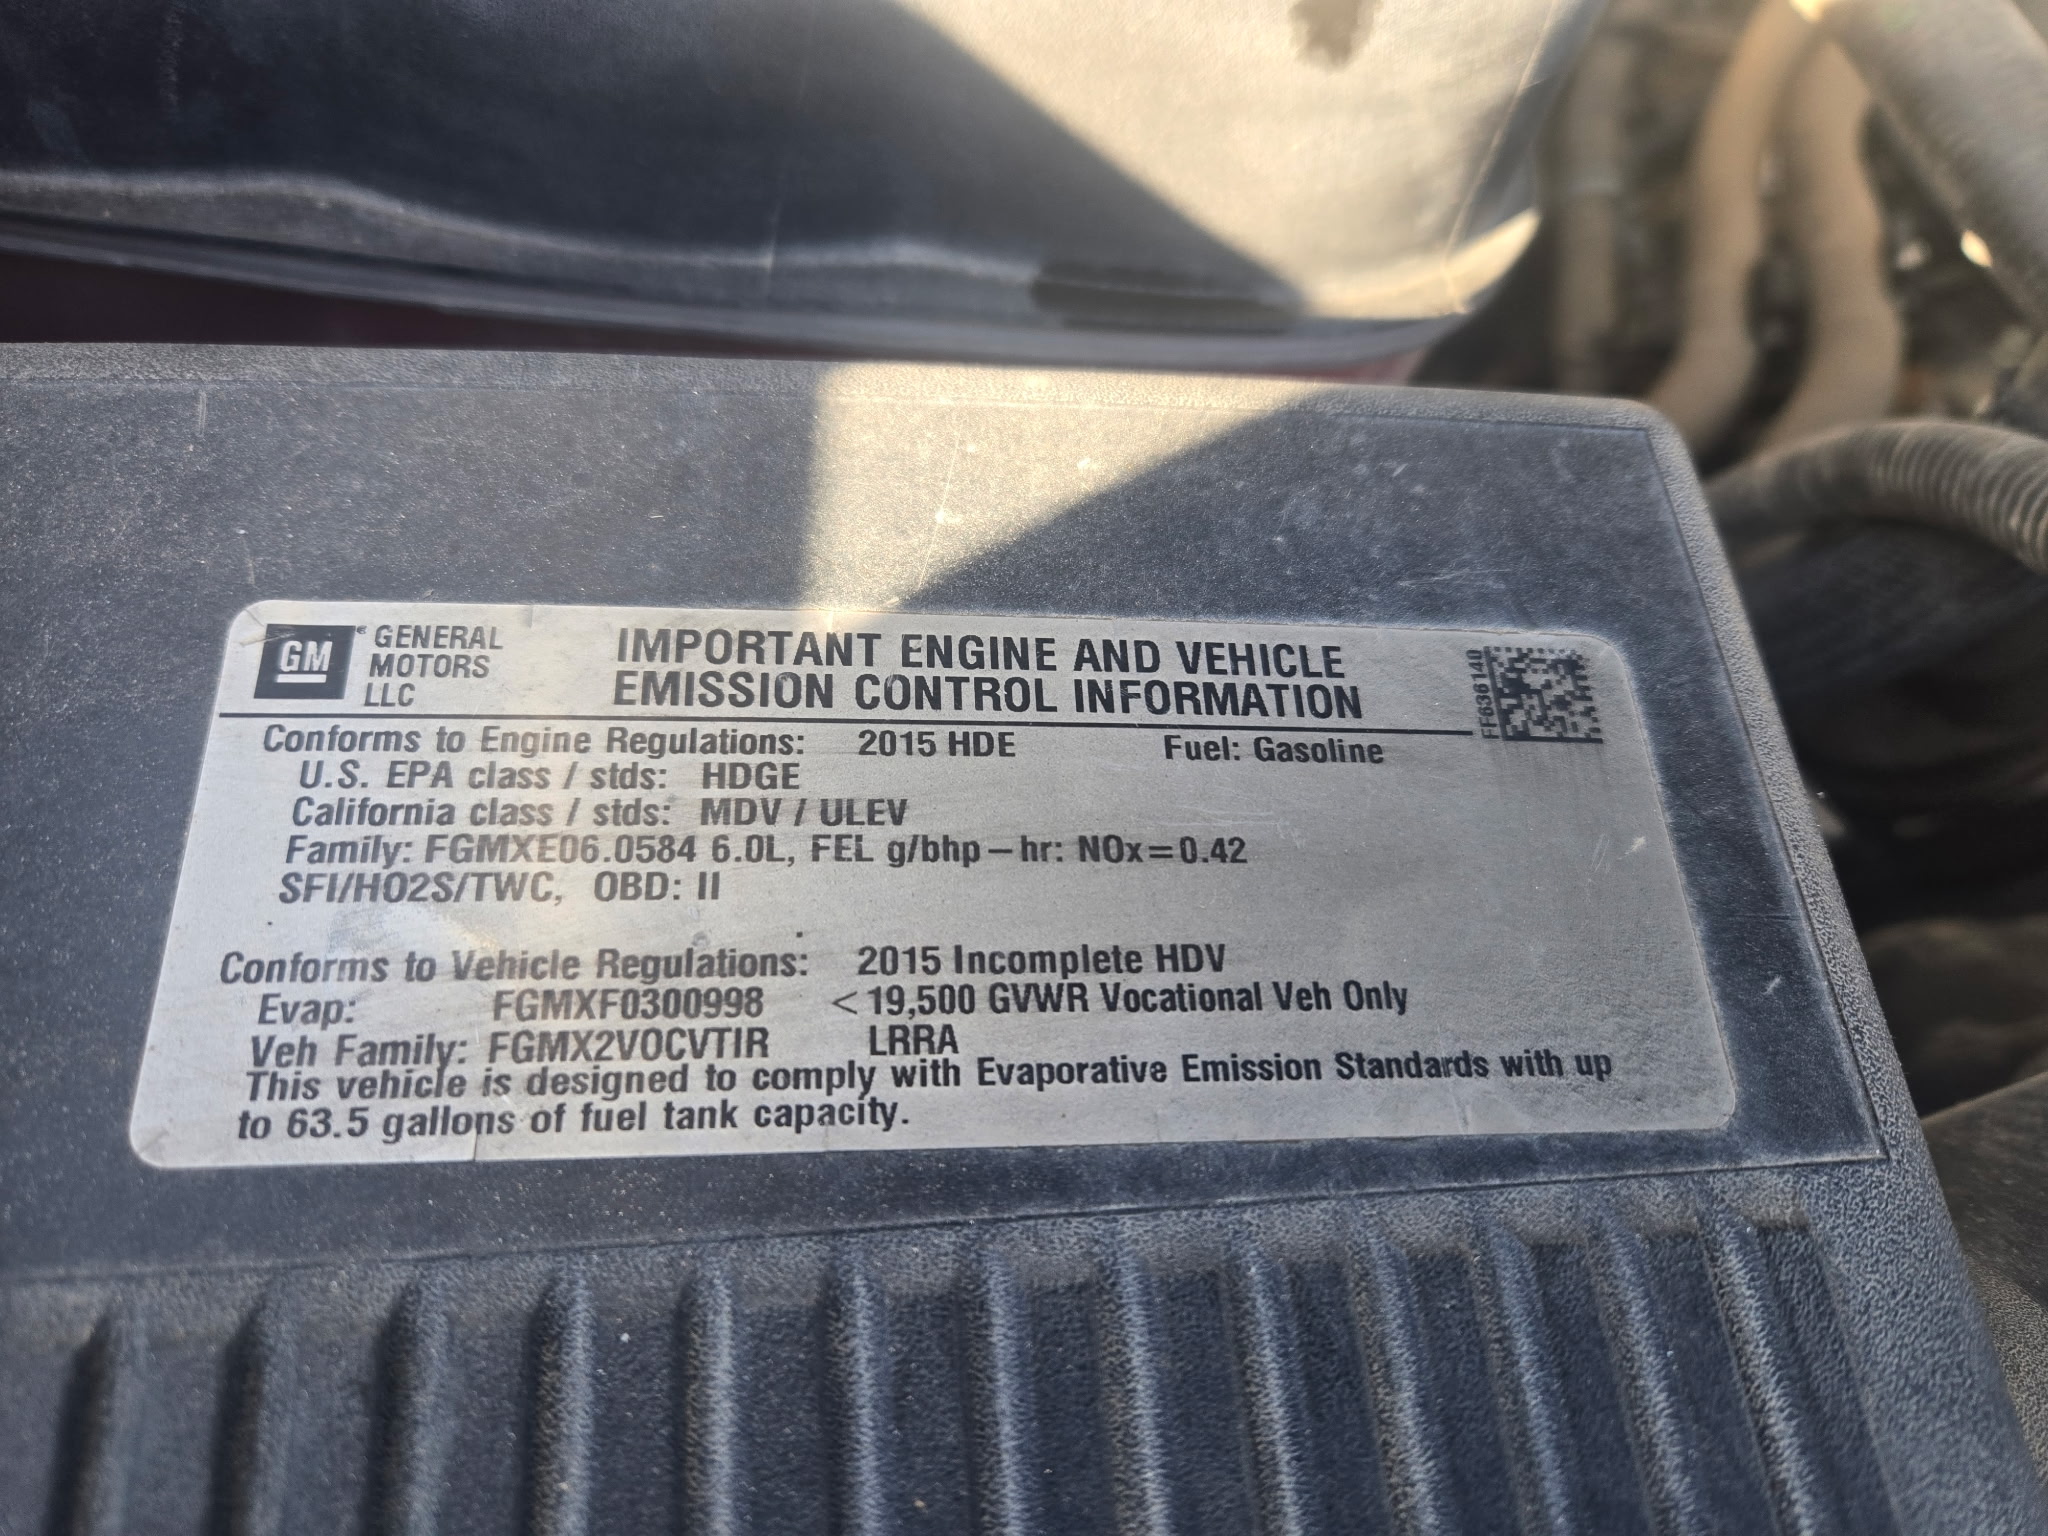 GM
GENERAL
MOTORS
LLC
IMPORTANT ENGINE AND VEHICLE
EMISSION CONTROL INFORMATION
FF636140
Conforms to Engine Regulations: 2015 HDE Fuel: Gasoline
U.S. EPA class / stds: HDGE
California class / stds: MDV / ULEV
Family: FGMXE06.0584 6.0L, FEL g/bhp-hr: NOx=0.42
SFI/HO2S/TWC, OBD: II
Conforms to Vehicle Regulations: 2015 Incomplete HDV
Evap: FGMXF0300998 <19,500 GVWR Vocational Veh Only
Veh Family: FGMX2VOCVTIR LRRA
This vehicle is designed to comply with Evaporative Emission Standards with up
to 63.5 gallons of fuel tank capacity.